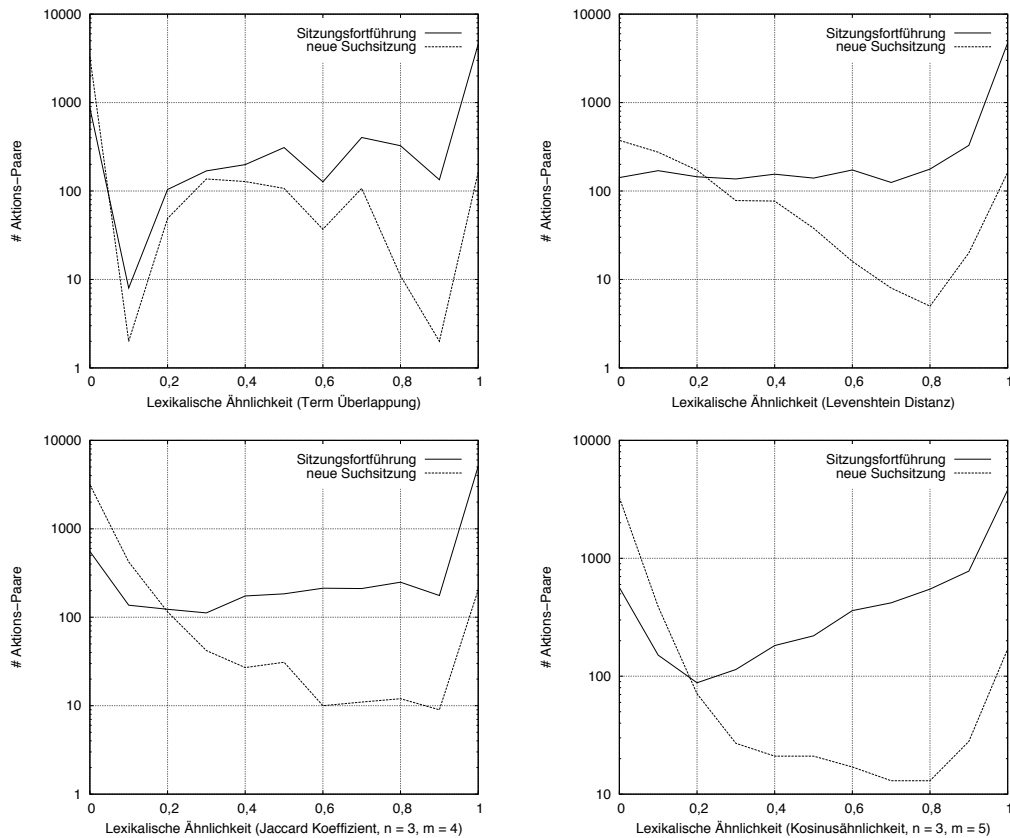 10000
1000
100
10
1
# Aktions−Paare
Sitzungsfortführung
neue Suchsitzung
0 0,2 0,4 0,6 0,8 1
Lexikalische Ähnlichkeit (Term Überlappung)
10000
1000
100
10
1
# Aktions−Paare
Sitzungsfortführung
neue Suchsitzung
0 0,2 0,4 0,6 0,8 1
Lexikalische Ähnlichkeit (Levenshtein Distanz)
10000
1000
100
10
1
# Aktions−Paare
Sitzungsfortführung
neue Suchsitzung
0 0,2 0,4 0,6 0,8 1
Lexikalische Ähnlichkeit (Jaccard Koeffizient, n = 3, m = 4)
10000
1000
100
10
# Aktions−Paare
Sitzungsfortführung
neue Suchsitzung
0 0,2 0,4 0,6 0,8 1
Lexikalische Ähnlichkeit (Kosinusähnlichkeit, n = 3, m = 5)